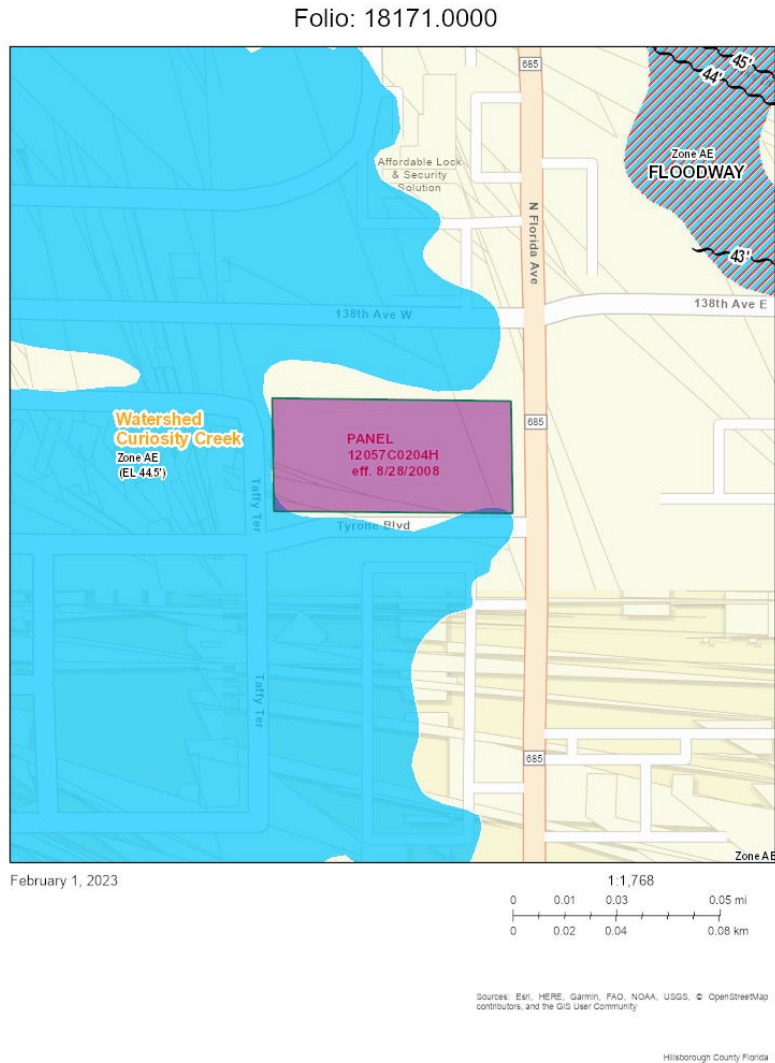 Folio: 18171.0000
685
45'
44'
Zone AE
FLOODWAY
Affordable Lock
& Security
Solution
N Florida Ave
43'
138th Ave W
138th Ave E
Watershed
Curiosity Creek
Zone AE
(EL 44.5')
PANEL
12057C0204H
eff. 8/28/2008
685
Taffy Ter
Tyrone Blvd
Taffy Ter
685
Zone AE
February 1, 2023
1:1,768
0 0.01 0.03 0.05 mi
0 0.02 0.04 0.08 km
Sources: Esri, HERE, Garmin, FAO, NOAA, USGS, © OpenStreetMap
contributors, and the GIS User Community
Hillsborough County Florida